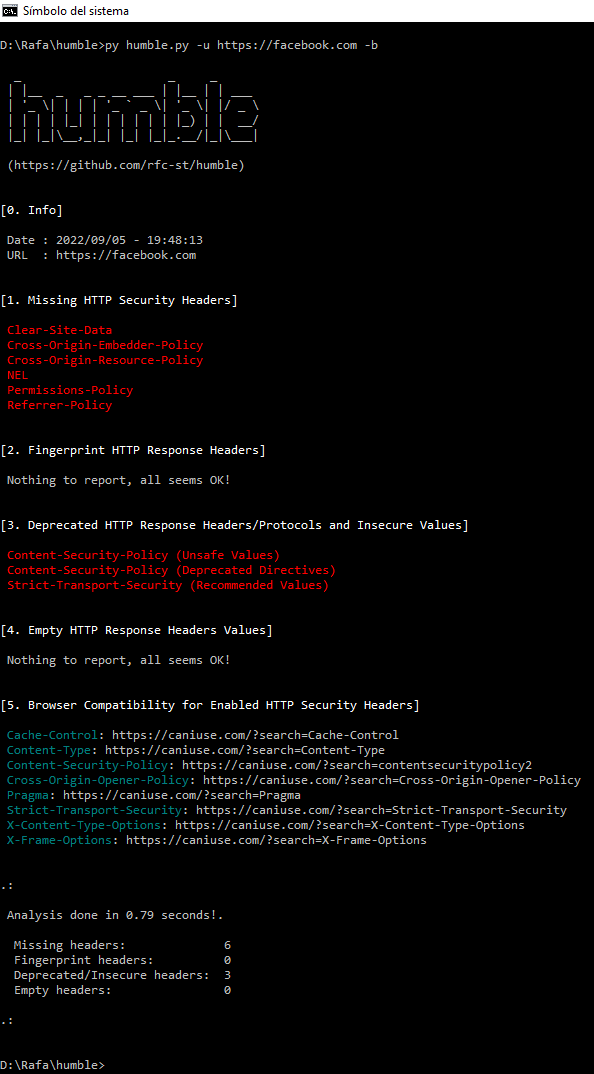 Símbolo del sistema
D:\Rafa\humble>py humble.py -u https://facebook.com -b
humble
(https://github.com/rfc-st/humble)
[0. Info]
Date : 2022/09/05 - 19:48:13
URL  : https://facebook.com
[1. Missing HTTP Security Headers]
Clear-Site-Data
Cross-Origin-Embedder-Policy
Cross-Origin-Resource-Policy
NEL
Permissions-Policy
Referrer-Policy
[2. Fingerprint HTTP Response Headers]
Nothing to report, all seems OK!
[3. Deprecated HTTP Response Headers/Protocols and Insecure Values]
Content-Security-Policy (Unsafe Values)
Content-Security-Policy (Deprecated Directives)
Strict-Transport-Security (Recommended Values)
[4. Empty HTTP Response Headers Values]
Nothing to report, all seems OK!
[5. Browser Compatibility for Enabled HTTP Security Headers]
Cache-Control: https://caniuse.com/?search=Cache-Control
Content-Type: https://caniuse.com/?search=Content-Type
Content-Security-Policy: https://caniuse.com/?search=contentsecuritypolicy2
Cross-Origin-Opener-Policy: https://caniuse.com/?search=Cross-Origin-Opener-Policy
Pragma: https://caniuse.com/?search=Pragma
Strict-Transport-Security: https://caniuse.com/?search=Strict-Transport-Security
X-Content-Type-Options: https://caniuse.com/?search=X-Content-Type-Options
X-Frame-Options: https://caniuse.com/?search=X-Frame-Options
.:
Analysis done in 0.79 seconds!.
Missing headers:              6
Fingerprint headers:          0
Deprecated/Insecure headers:  3
Empty headers:                0
.:
D:\Rafa\humble>